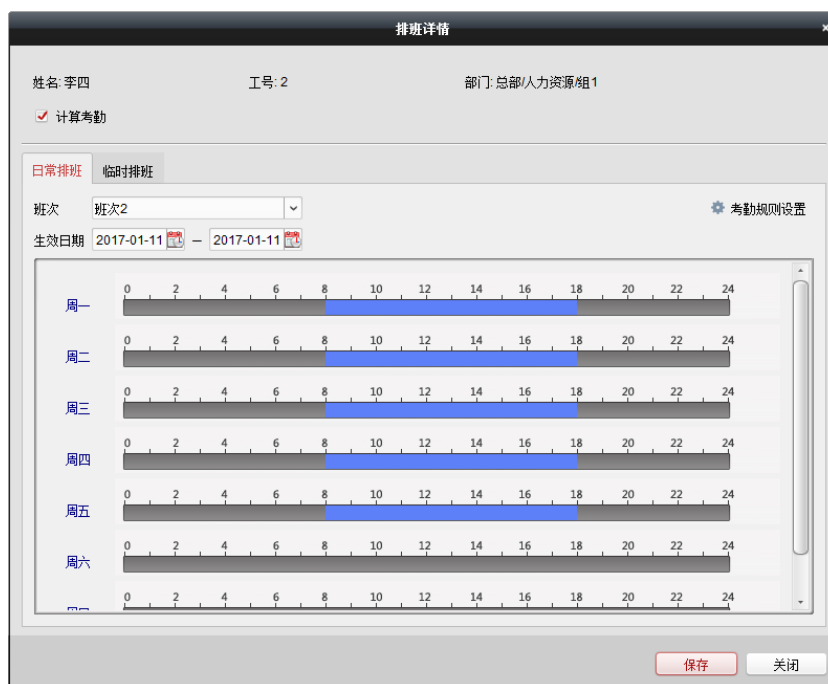 排班详情 ×
姓名:李四 工号:2 部门:总部/人力资源/组1
计算考勤
日常排班 临时排班
班次 班次2 考勤规则设置
生效日期 2017-01-11 – 2017-01-11
0 2 4 6 8 10 12 14 16 18 20 22 24
周一
0 2 4 6 8 10 12 14 16 18 20 22 24
周二
0 2 4 6 8 10 12 14 16 18 20 22 24
周三
0 2 4 6 8 10 12 14 16 18 20 22 24
周四
0 2 4 6 8 10 12 14 16 18 20 22 24
周五
0 2 4 6 8 10 12 14 16 18 20 22 24
周六
0 2 4 6 8 10 12 14 16 18 20 22 24
保存 关闭